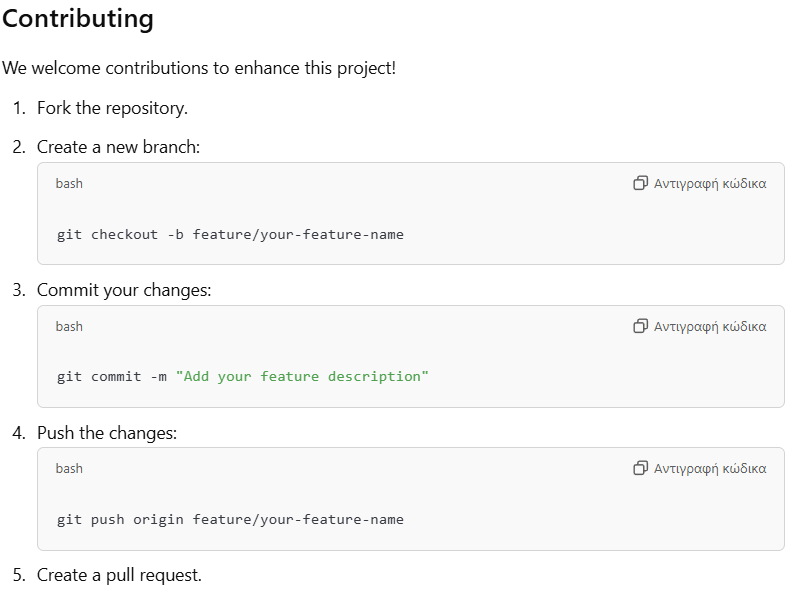 Contributing
We welcome contributions to enhance this project!
1. Fork the repository.
2. Create a new branch:
bash Αντιγραφή κώδικα
git checkout -b feature/your-feature-name
3. Commit your changes:
bash Αντιγραφή κώδικα
git commit -m "Add your feature description"
4. Push the changes:
bash Αντιγραφή κώδικα
git push origin feature/your-feature-name
5. Create a pull request.